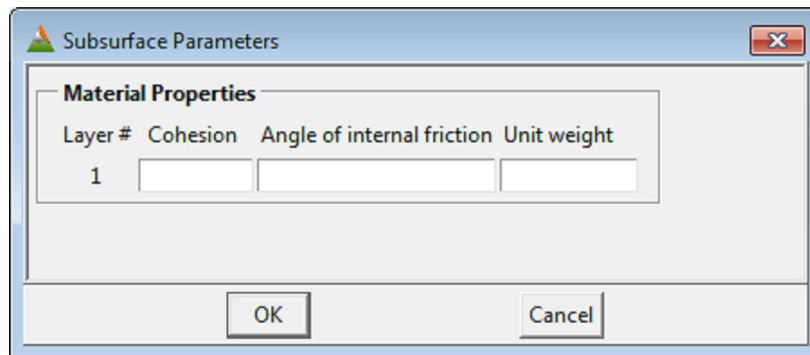 Subsurface Parameters
Material Properties
Layer # Cohesion Angle of internal friction Unit weight
1
OK Cancel